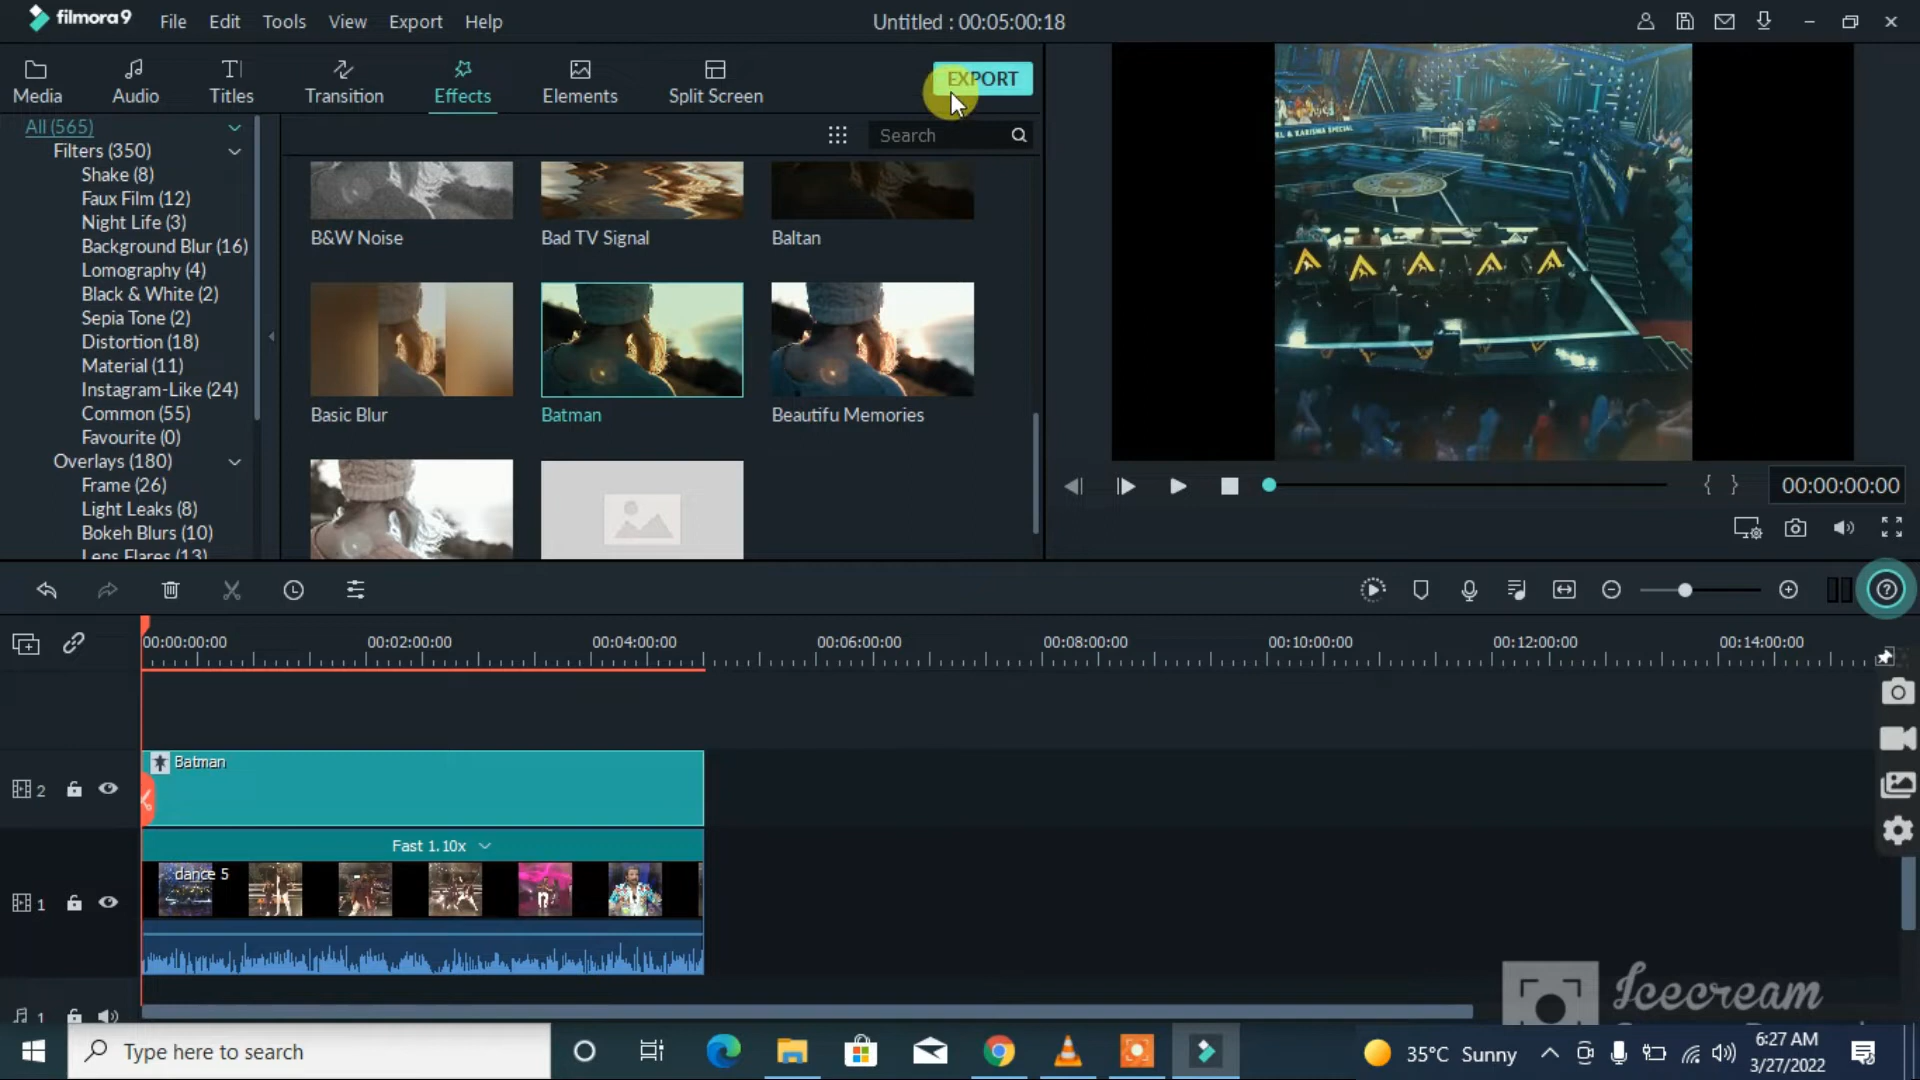 filmora9
File
Edit
Tools
View
Export
Help
Untitled : 00:05:00:18
Media
Audio
Titles
Transition
Effects
Elements
Split Screen
EXPORT
All (565)
Filters (350)
Shake (8)
Faux Film (12)
Night Life (3)
Background Blur (16)
Lomography (4)
Black & White (2)
Sepia Tone (2)
Distortion (18)
Material (11)
Instagram-Like (24)
Common (55)
Favourite (0)
Overlays (180)
Frame (26)
Light Leaks (8)
Bokeh Blurs (10)
Lens Flares (13)
Search
B&W Noise
Bad TV Signal
Baltan
Basic Blur
Batman
Beautifu Memories
& KARISMA SPECIAL
00:00:00:00
00:00:00:00
00:02:00:00
00:04:00:00
00:06:00:00
00:08:00:00
00:10:00:00
00:12:00:00
00:14:00:00
2
Batman
Fast 1.10x
1
dance 5
1
Icecream
Type here to search
35°C Sunny
6:27 AM
3/27/2022